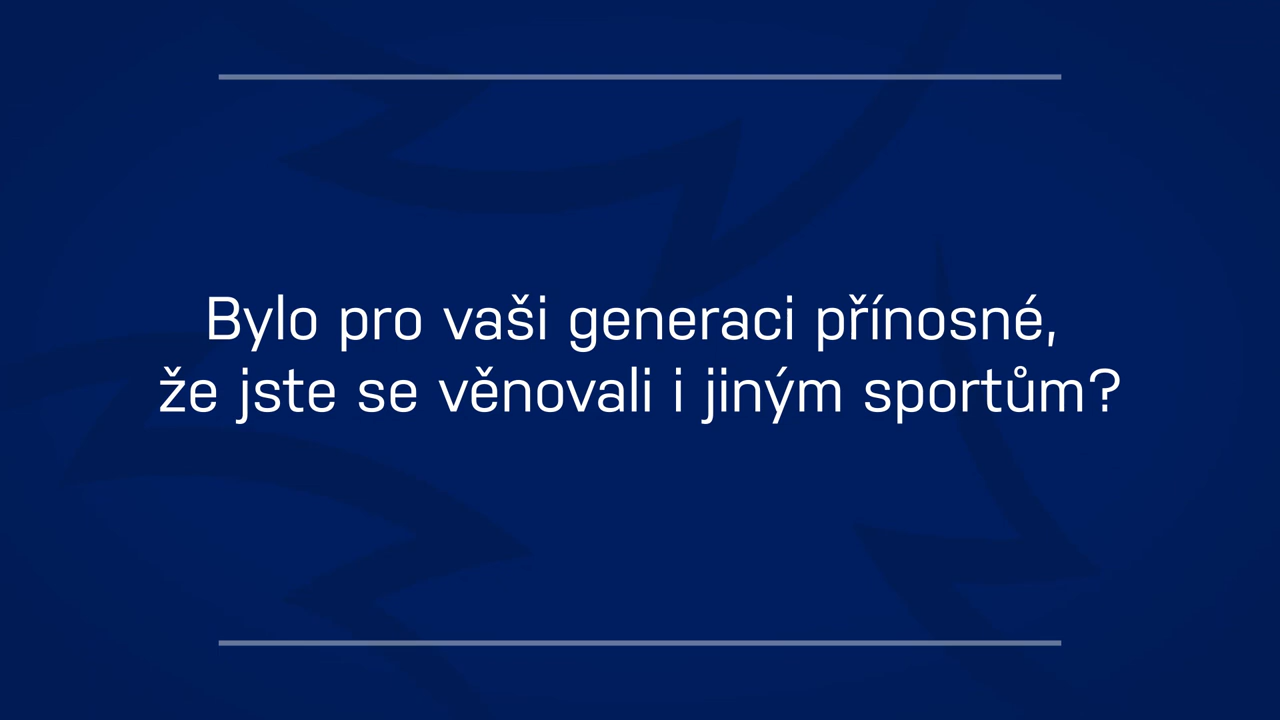 Bylo pro vaši generaci přínosné,
že jste se věnovali i jiným sportům?